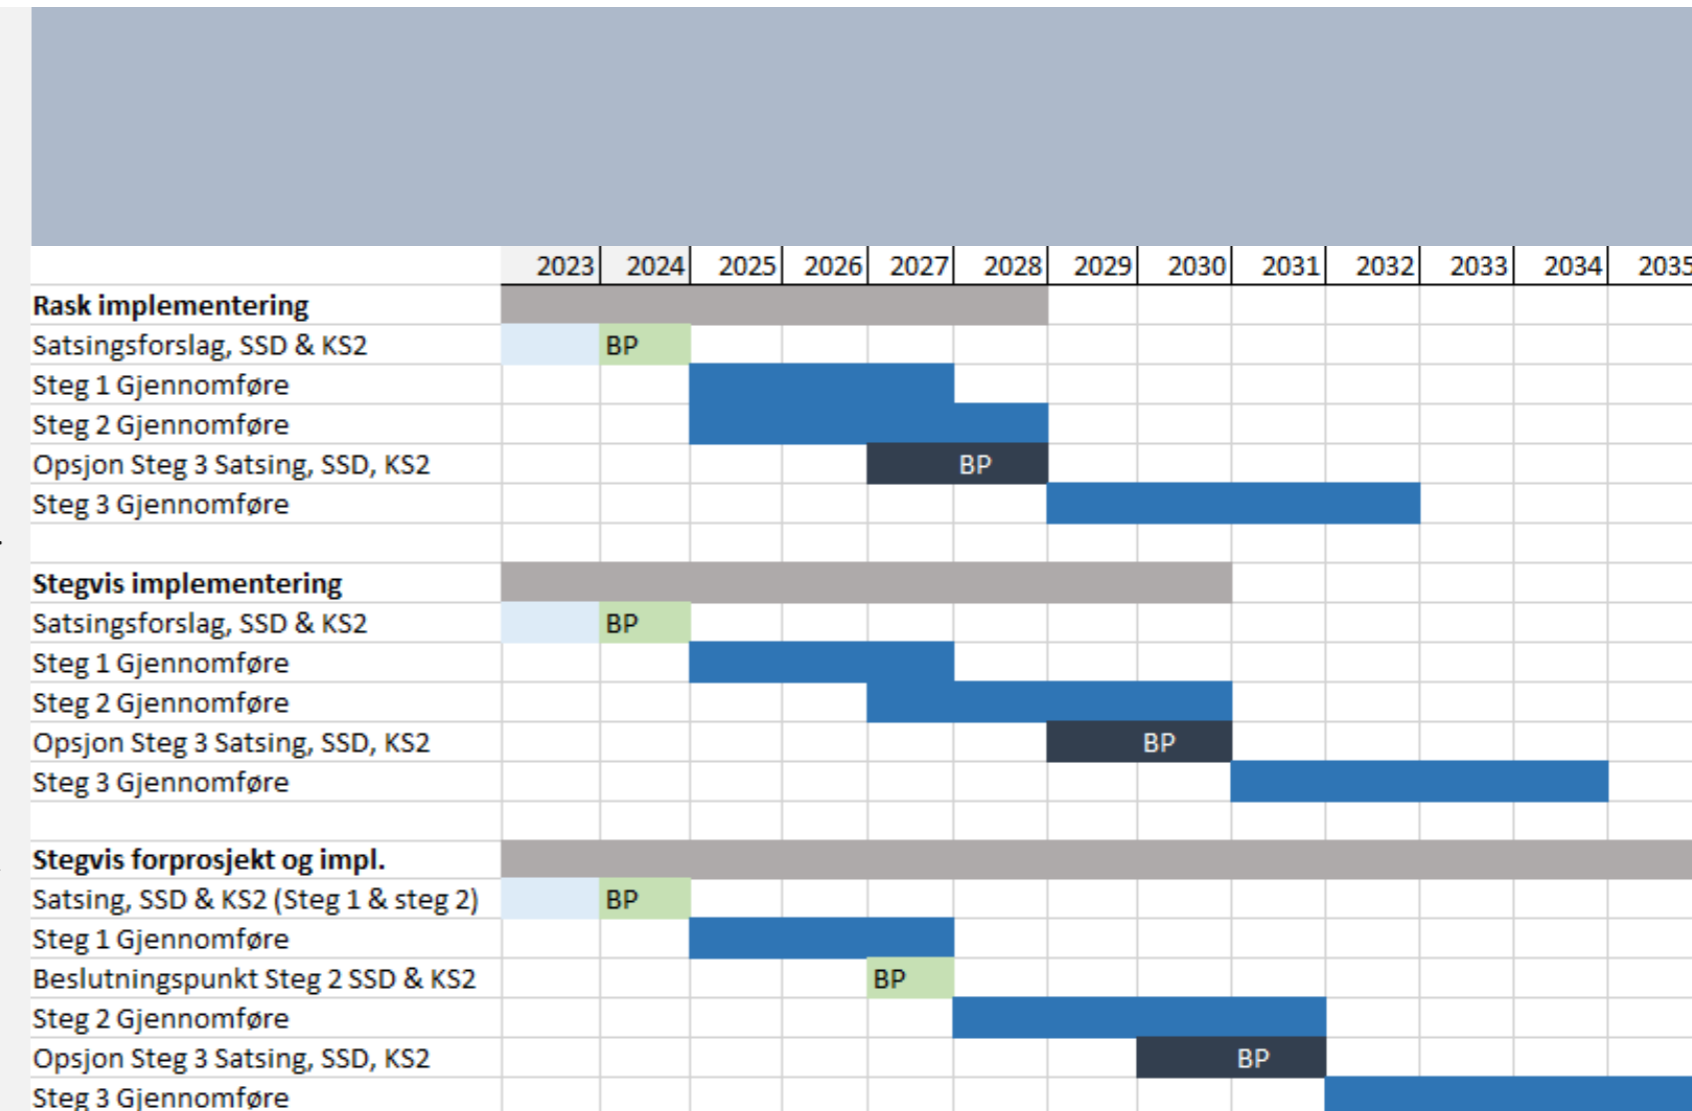 2023 2024 2025 2026 2027 2028 2029 2030 2031 2032 2033 2034 2035
Rask implementering
Satsingsforslag, SSD & KS2 BP
Steg 1 Gjennomføre
Steg 2 Gjennomføre
Opsjon Steg 3 Satsing, SSD, KS2 BP
Steg 3 Gjennomføre
Stegvis implementering
Satsingsforslag, SSD & KS2 BP
Steg 1 Gjennomføre
Steg 2 Gjennomføre
Opsjon Steg 3 Satsing, SSD, KS2 BP
Steg 3 Gjennomføre
Stegvis forprosjekt og impl.
Satsing, SSD & KS2 (Steg 1 & steg 2) BP
Steg 1 Gjennomføre
Beslutningspunkt Steg 2 SSD & KS2 BP
Steg 2 Gjennomføre
Opsjon Steg 3 Satsing, SSD, KS2 BP
Steg 3 Gjennomføre